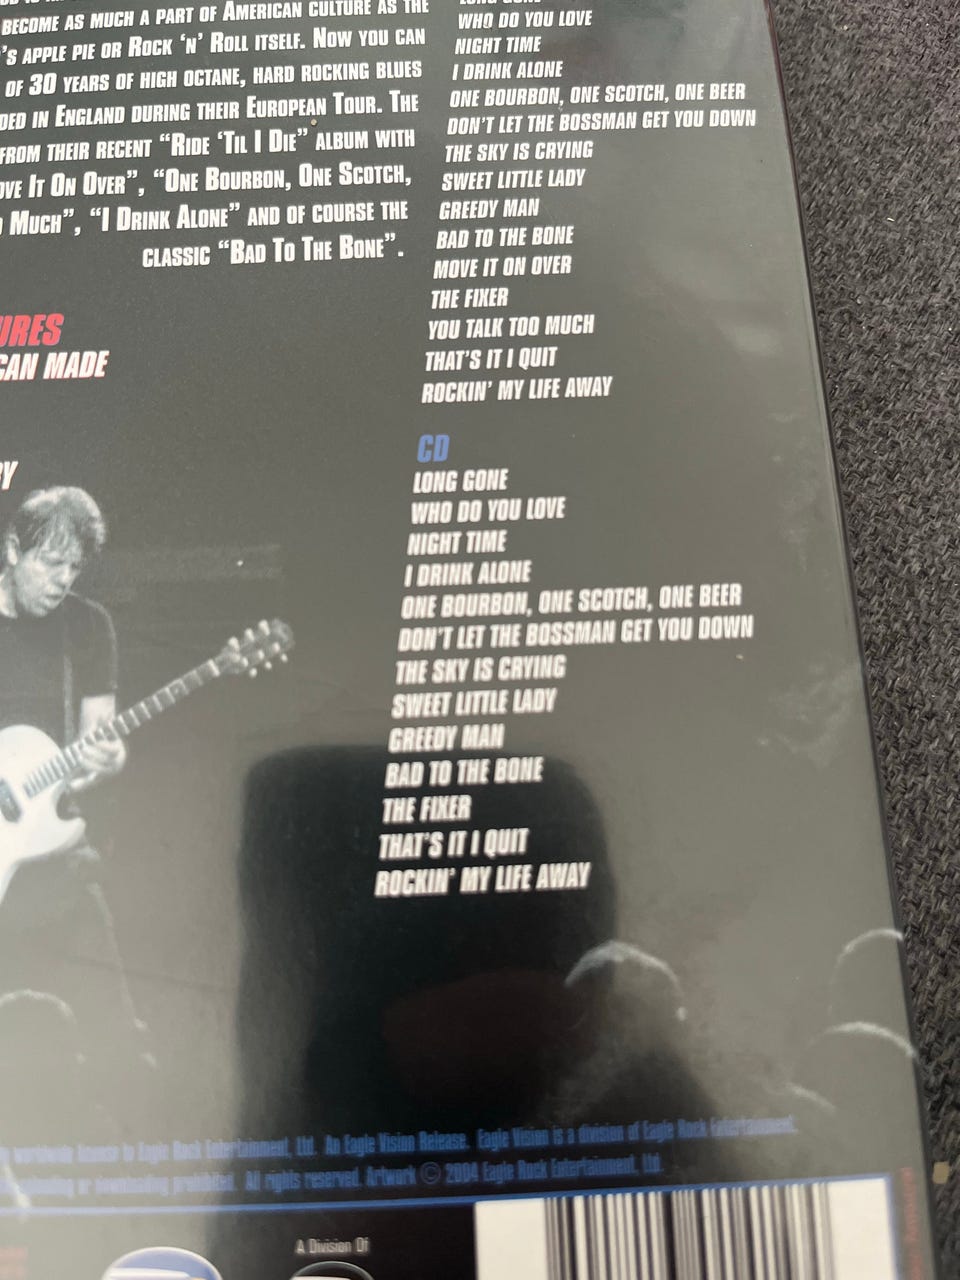 BECOME AS MUCH A PART OF AMERICAN CULTURE AS THE
'S APPLE PIE OR ROCK 'N' ROLL ITSELF. NOW YOU CAN
OF 30 YEARS OF HIGH OCTANE, HARD ROCKING BLUES
DED IN ENGLAND DURING THEIR EUROPEAN TOUR. THE
FROM THEIR RECENT “RIDE ‘TIL I DIE” ALBUM WITH
OVE IT ON OVER”, “ONE BOURBON, ONE SCOTCH,
MUCH”, “I DRINK ALONE” AND OF COURSE THE
CLASSIC “BAD TO THE BONE”.
URES
CAN MADE
BY
LONG GONE
WHO DO YOU LOVE
NIGHT TIME
I DRINK ALONE
ONE BOURBON, ONE SCOTCH, ONE BEER
DON'T LET THE BOSSMAN GET YOU DOWN
THE SKY IS CRYING
SWEET LITTLE LADY
GREEDY MAN
BAD TO THE BONE
MOVE IT ON OVER
THE FIXER
YOU TALK TOO MUCH
THAT'S IT I QUIT
ROCKIN' MY LIFE AWAY
CD
LONG GONE
WHO DO YOU LOVE
NIGHT TIME
I DRINK ALONE
ONE BOURBON, ONE SCOTCH, ONE BEER
DON'T LET THE BOSSMAN GET YOU DOWN
THE SKY IS CRYING
SWEET LITTLE LADY
GREEDY MAN
BAD TO THE BONE
THE FIXER
THAT'S IT I QUIT
ROCKIN' MY LIFE AWAY
worldwide license to Eagle Rock Entertainment, Ltd. An Eagle Vision Release. Eagle Vision is a division of Eagle Rock Entertainment.
or downloading prohibited. All rights reserved. Artwork © 2004 Eagle Rock Entertainment, Ltd.
A Division Of